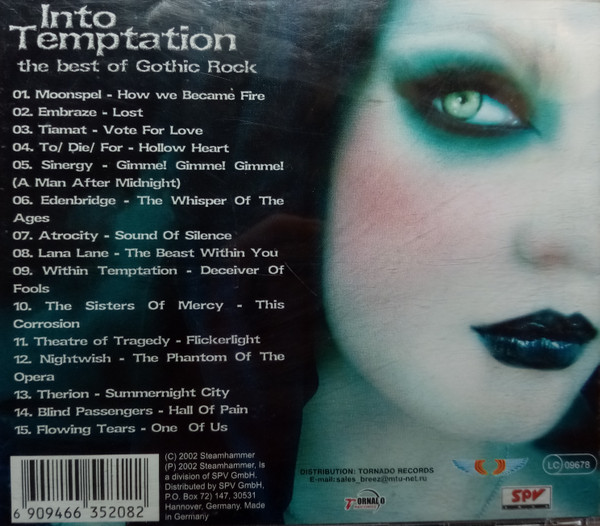 Into
Temptation
the best of Gothic Rock
01. Moonspel - How we Became Fire
02. Embraze - Lost
03. Tiamat - Vote For Love
04. To/ Die/ For - Hollow Heart
05. Sinergy - Gimme! Gimme! Gimme!
(A Man After Midnight)
06. Edenbridge - The Whisper Of The
Ages
07. Atrocity - Sound Of Silence
08. Lana Lane - The Beast Within You
09. Within Temptation - Deceiver Of
Fools
10. The Sisters Of Mercy - This
Corrosion
11. Theatre of Tragedy - Flickerlight
12. Nightwish - The Phantom Of The
Opera
13. Therion - Summernight City
14. Blind Passengers - Hall Of Pain
15. Flowing Tears - One Of Us
(C) 2002 Steamhammer
(P) 2002 Steamhammer, is
a division of SPV GmbH.
Distributed by SPV GmbH,
P.O. Box 72) 147, 30531
Hannover, Germany. Made
in Germany
6 909466 352082
DISTRIBUTION: TORNADO RECORDS
E-mail: sales_breez@mtu-net.ru
TORNADO
SPV
LC 09678